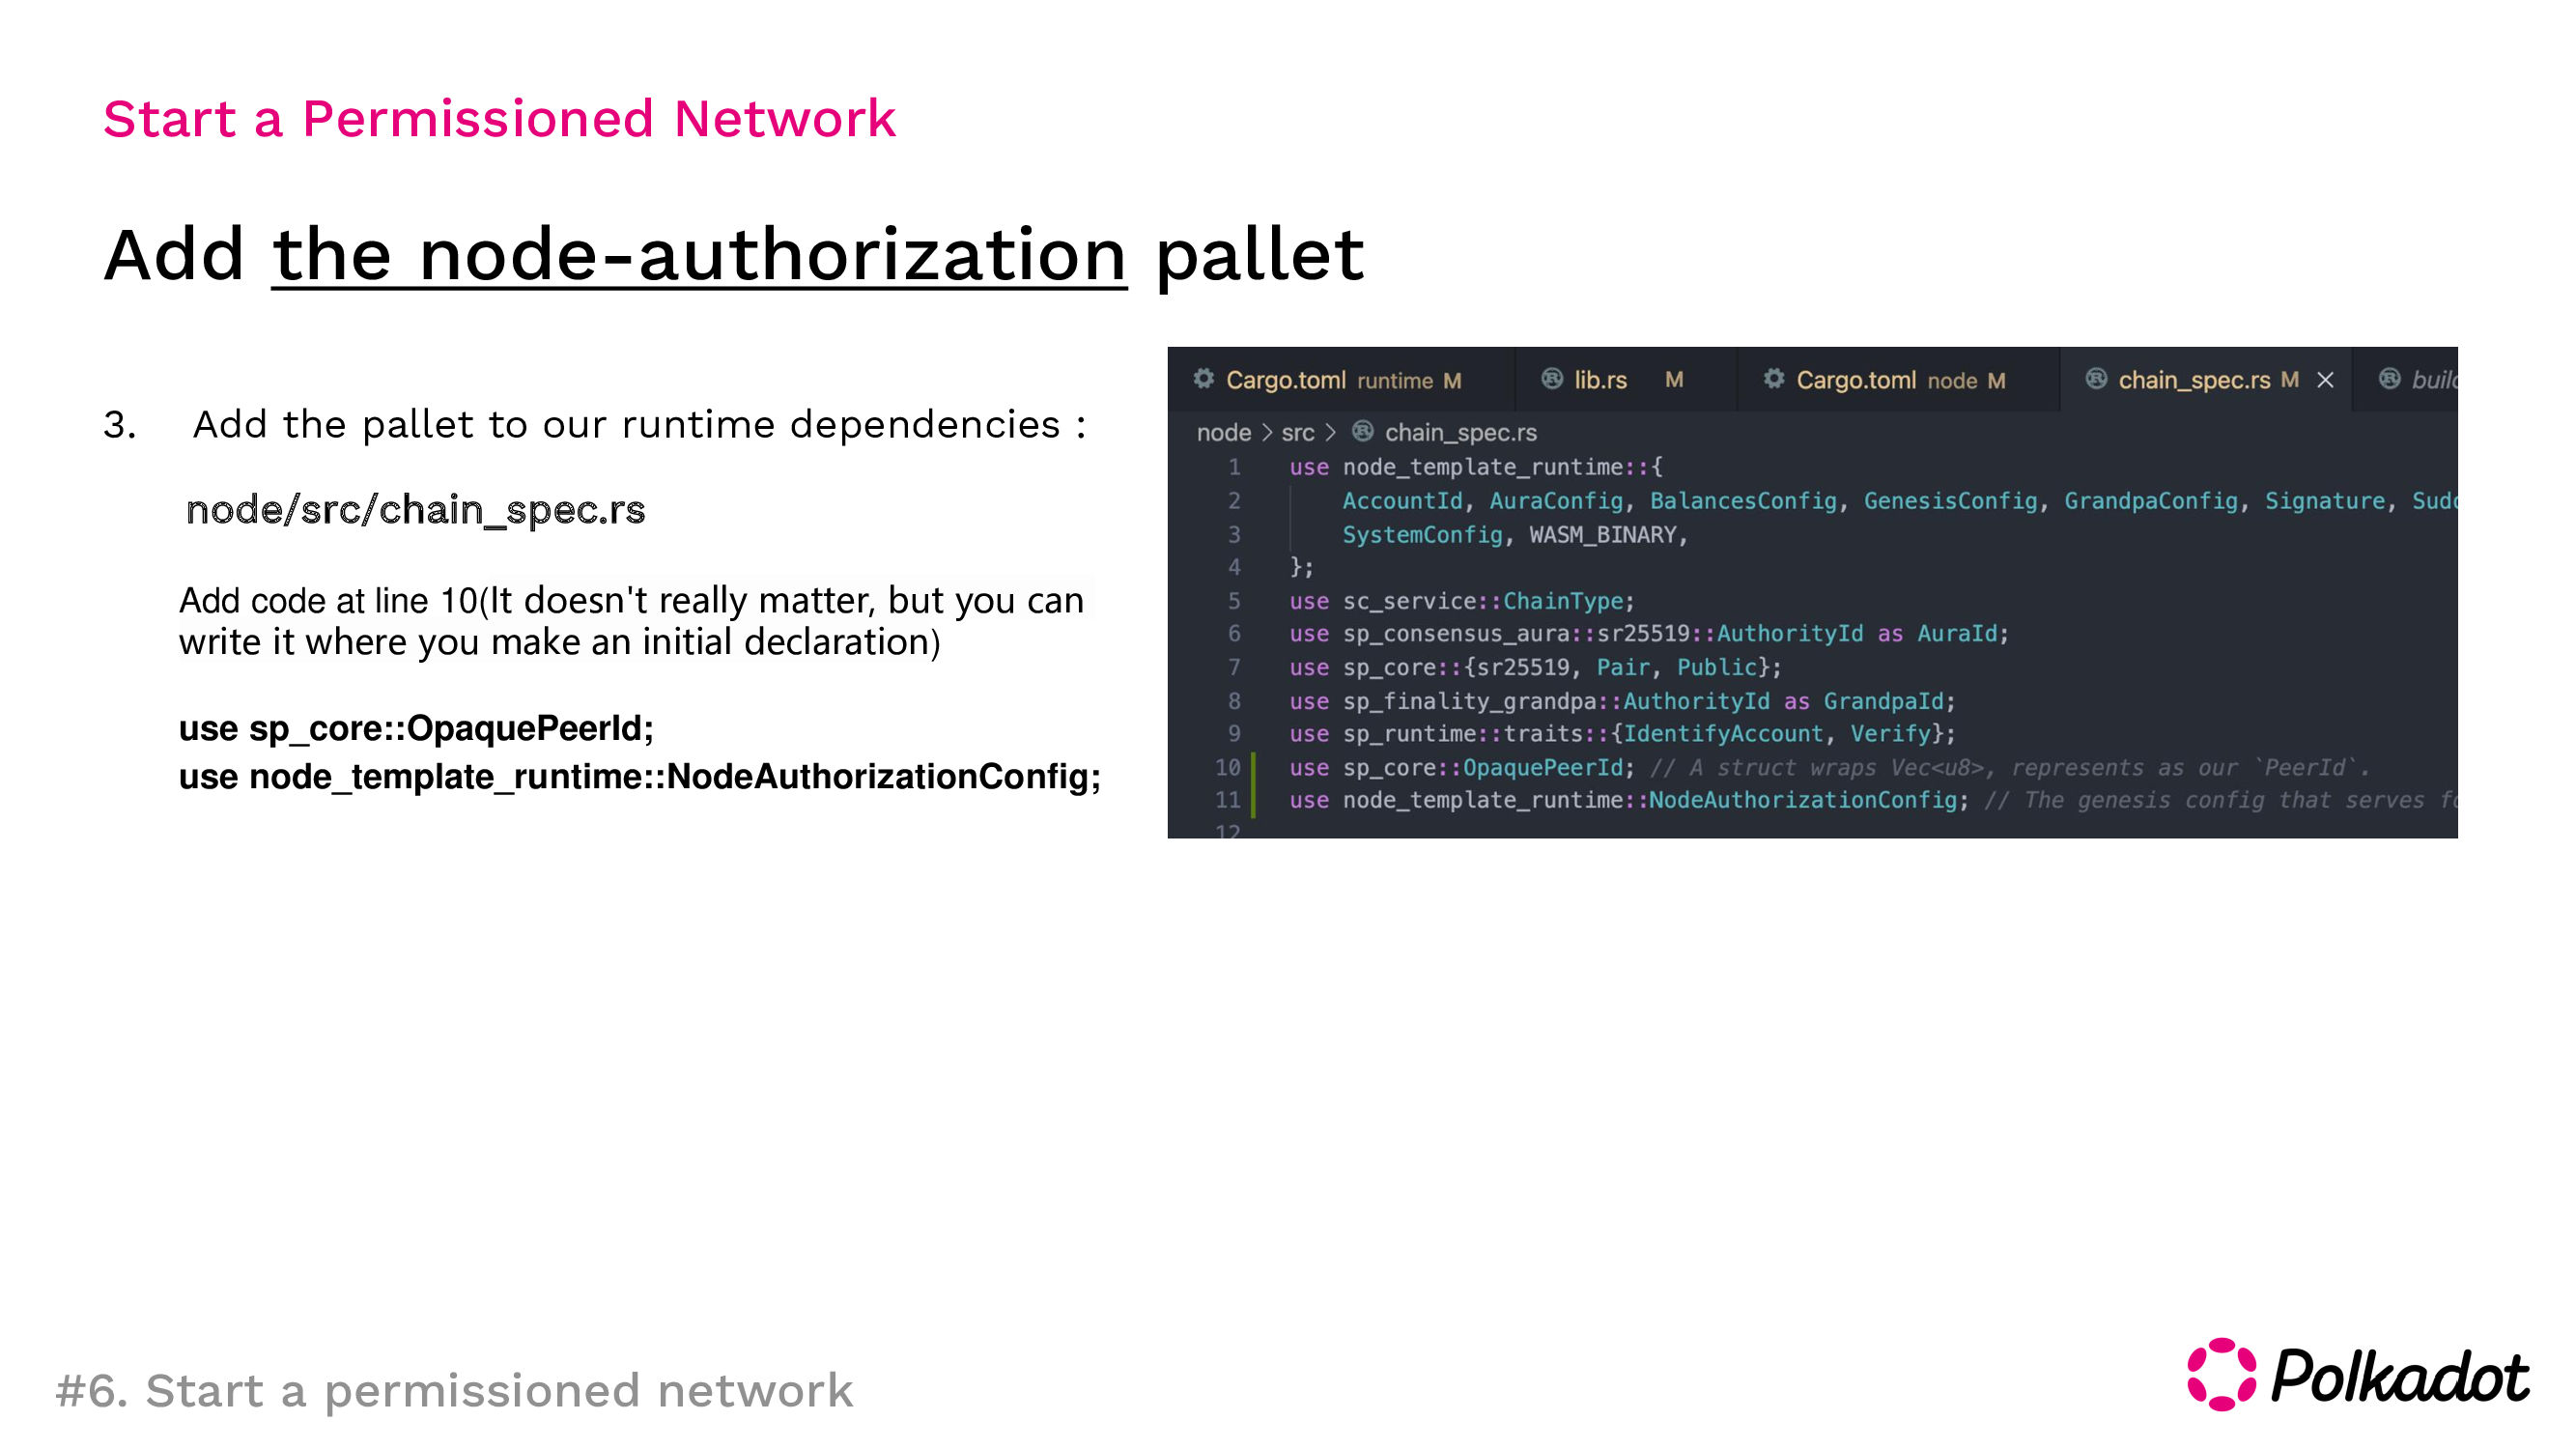 Start a Permissioned Network
Add the node-authorization pallet
3. Add the pallet to our runtime dependencies :
node/src/chain_spec.rs
Add code at line 10(It doesn't really matter, but you can
write it where you make an initial declaration)
use sp_core::OpaquePeerId;
use node_template_runtime::NodeAuthorizationConfig;
Cargo.toml runtime M lib.rs M Cargo.toml node M chain_spec.rs M
node > src > chain_spec.rs
1 use node_template_runtime::{
2 AccountId, AuraConfig, BalancesConfig, GenesisConfig, GrandpaConfig, Signature,
3 SystemConfig, WASM_BINARY,
4 };
5 use sc_service::ChainType;
6 use sp_consensus_aura::sr25519::AuthorityId as AuraId;
7 use sp_core::{sr25519, Pair, Public};
8 use sp_finality_grandpa::AuthorityId as GrandpaId;
9 use sp_runtime::traits::{IdentifyAccount, Verify};
10 use sp_core::OpaquePeerId; // A struct wraps Vec<u8>, represents as our `PeerId`.
11 use node_template_runtime::NodeAuthorizationConfig; // The genesis config that serves
12
#6. Start a permissioned network
Polkadot